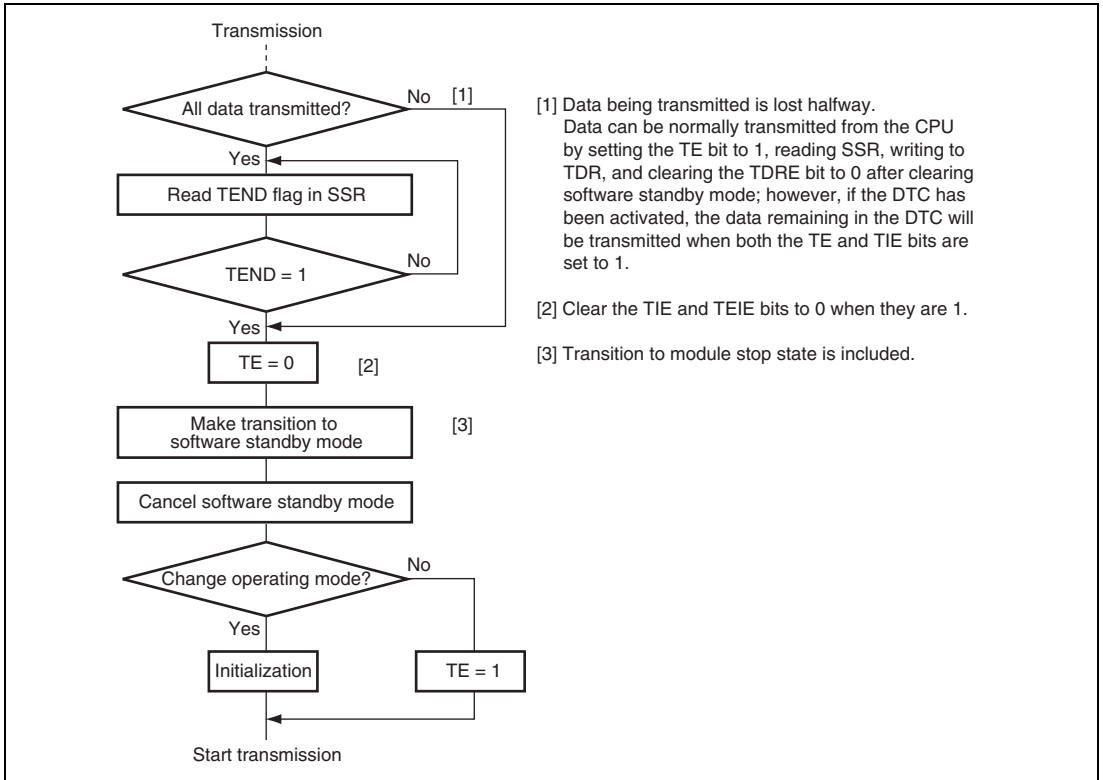 Transmission
All data transmitted?
No [1]
Yes
Read TEND flag in SSR
TEND = 1
No
Yes
TE = 0 [2]
Make transition to
software standby mode
[3]
Cancel software standby mode
Change operating mode?
No
Yes
Initialization
TE = 1
Start transmission
[1] Data being transmitted is lost halfway.
Data can be normally transmitted from the CPU
by setting the TE bit to 1, reading SSR, writing to
TDR, and clearing the TDRE bit to 0 after clearing
software standby mode; however, if the DTC has
been activated, the data remaining in the DTC will
be transmitted when both the TE and TIE bits are
set to 1.
[2] Clear the TIE and TEIE bits to 0 when they are 1.
[3] Transition to module stop state is included.